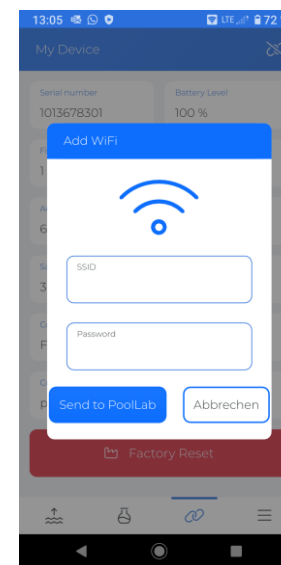 13:05 LTE 72
My Device
Serial number Battery Level
1013678301 100 %
Add WiFi
SSID
Password
Send to PoolLab Abbrechen
Factory Reset